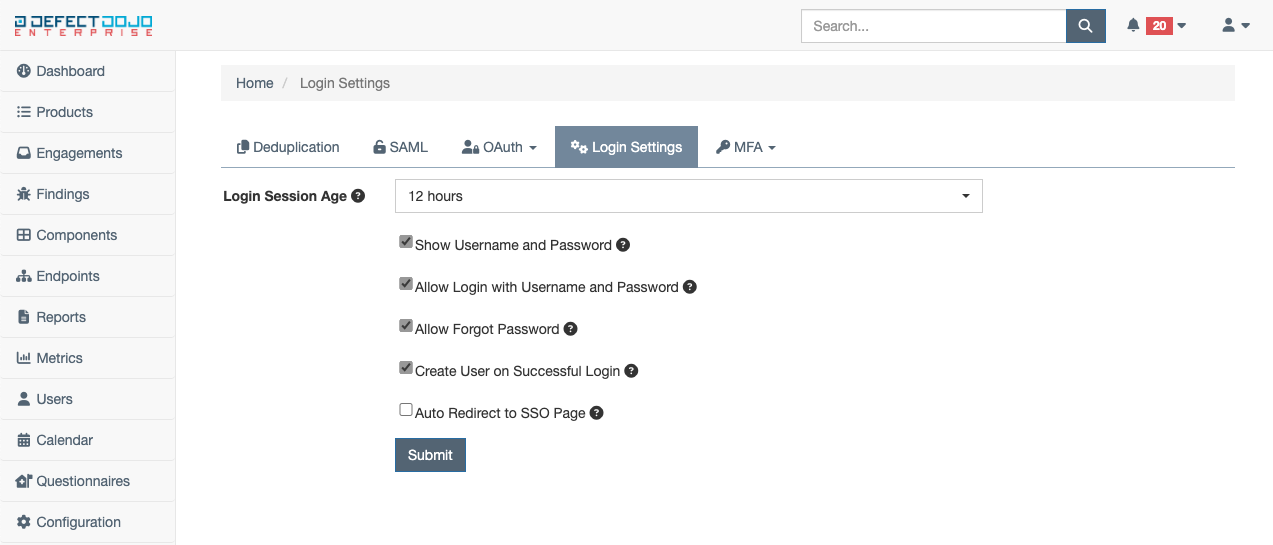 DEFECTDOJO
ENTERPRISE
Search...
20
Dashboard
Products
Engagements
Findings
Components
Endpoints
Reports
Metrics
Users
Calendar
Questionnaires
Configuration
Home / Login Settings
Deduplication SAML OAuth Login Settings MFA
Login Session Age ? 12 hours
Show Username and Password ?
Allow Login with Username and Password ?
Allow Forgot Password ?
Create User on Successful Login ?
Auto Redirect to SSO Page ?
Submit